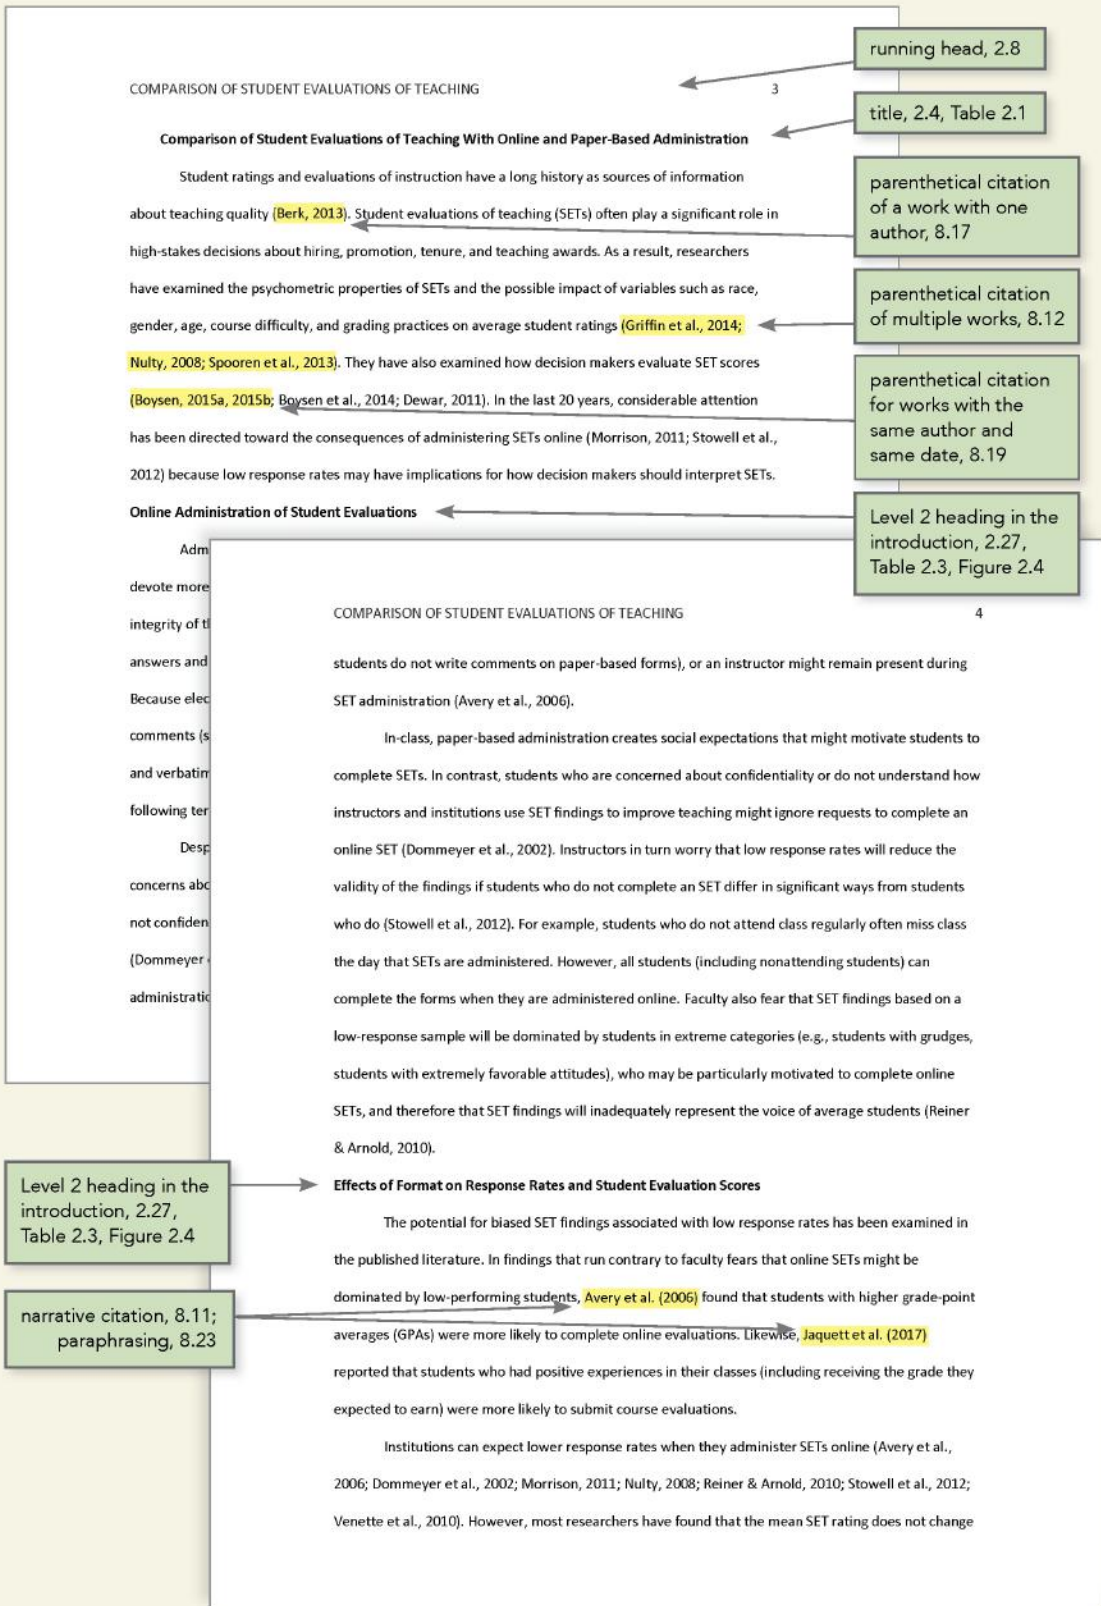 running head, 2.8
COMPARISON OF STUDENT EVALUATIONS OF TEACHING 3
title, 2.4, Table 2.1
Comparison of Student Evaluations of Teaching With Online and Paper-Based Administration
Student ratings and evaluations of instruction have a long history as sources of information
about teaching quality (Berk, 2013). Student evaluations of teaching (SETs) often play a significant role in
high-stakes decisions about hiring, promotion, tenure, and teaching awards. As a result, researchers
have examined the psychometric properties of SETs and the possible impact of variables such as race,
gender, age, course difficulty, and grading practices on average student ratings (Griffin et al., 2014;
Nulty, 2008; Spooren et al., 2013). They have also examined how decision makers evaluate SET scores
(Boysen, 2015a, 2015b; Boysen et al., 2014; Dewar, 2011). In the last 20 years, considerable attention
has been directed toward the consequences of administering SETs online (Morrison, 2011; Stowell et al.,
2012) because low response rates may have implications for how decision makers should interpret SETs.
parenthetical citation
of a work with one
author, 8.17
parenthetical citation
of multiple works, 8.12
parenthetical citation
for works with the
same author and
same date, 8.19
Online Administration of Student Evaluations
Level 2 heading in the
introduction, 2.27,
Table 2.3, Figure 2.4
Adm
devote more
integrity of t
answers and
Because elec
comments (s
and verbatim
following ter
Desp
concerns abo
not confiden
(Dommeyer
administratio
COMPARISON OF STUDENT EVALUATIONS OF TEACHING 4
students do not write comments on paper-based forms), or an instructor might remain present during
SET administration (Avery et al., 2006).
In-class, paper-based administration creates social expectations that might motivate students to
complete SETs. In contrast, students who are concerned about confidentiality or do not understand how
instructors and institutions use SET findings to improve teaching might ignore requests to complete an
online SET (Dommeyer et al., 2002). Instructors in turn worry that low response rates will reduce the
validity of the findings if students who do not complete an SET differ in significant ways from students
who do (Stowell et al., 2012). For example, students who do not attend class regularly often miss class
the day that SETs are administered. However, all students (including nonattending students) can
complete the forms when they are administered online. Faculty also fear that SET findings based on a
low-response sample will be dominated by students in extreme categories (e.g., students with grudges,
students with extremely favorable attitudes), who may be particularly motivated to complete online
SETs, and therefore that SET findings will inadequately represent the voice of average students (Reiner
& Arnold, 2010).
Level 2 heading in the
introduction, 2.27,
Table 2.3, Figure 2.4
Effects of Format on Response Rates and Student Evaluation Scores
The potential for biased SET findings associated with low response rates has been examined in
the published literature. In findings that run contrary to faculty fears that online SETs might be
dominated by low-performing students, Avery et al. (2006) found that students with higher grade-point
averages (GPAs) were more likely to complete online evaluations. Likewise, Jaquett et al. (2017)
reported that students who had positive experiences in their classes (including receiving the grade they
expected to earn) were more likely to submit course evaluations.
narrative citation, 8.11;
paraphrasing, 8.23
Institutions can expect lower response rates when they administer SETs online (Avery et al.,
2006; Dommeyer et al., 2002; Morrison, 2011; Nulty, 2008; Reiner & Arnold, 2010; Stowell et al., 2012;
Venette et al., 2010). However, most researchers have found that the mean SET rating does not change